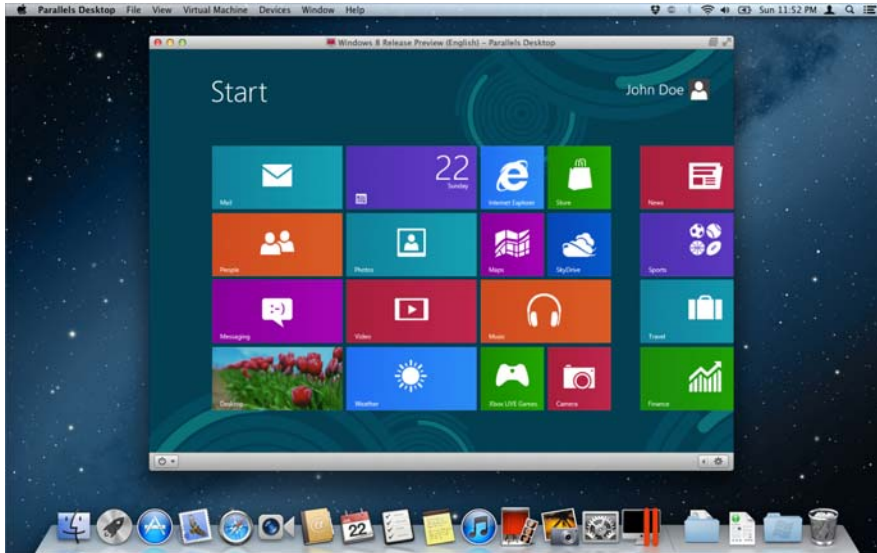 Parallels Desktop File View Virtual Machine Devices Window Help Sun 11:52 PM
Windows 8 Release Preview (English) – Parallels Desktop
Start
John Doe
22
Sunday
Mail
Internet Explorer
Store
News
People
Photos
Maps
SkyDrive
Sports
Messaging
Video
Music
Travel
Desktop
Weather
Xbox LIVE Games
Camera
Finance
22